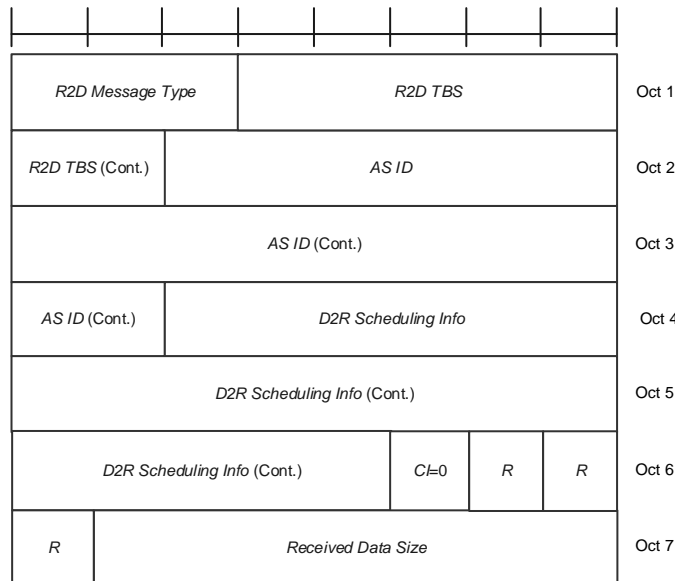 R2D Message Type R2D TBS Oct 1
R2D TBS (Cont.) AS ID Oct 2
AS ID (Cont.) Oct 3
AS ID (Cont.) D2R Scheduling Info Oct 4
D2R Scheduling Info (Cont.) Oct 5
D2R Scheduling Info (Cont.) CI=0 R R Oct 6
R Received Data Size Oct 7